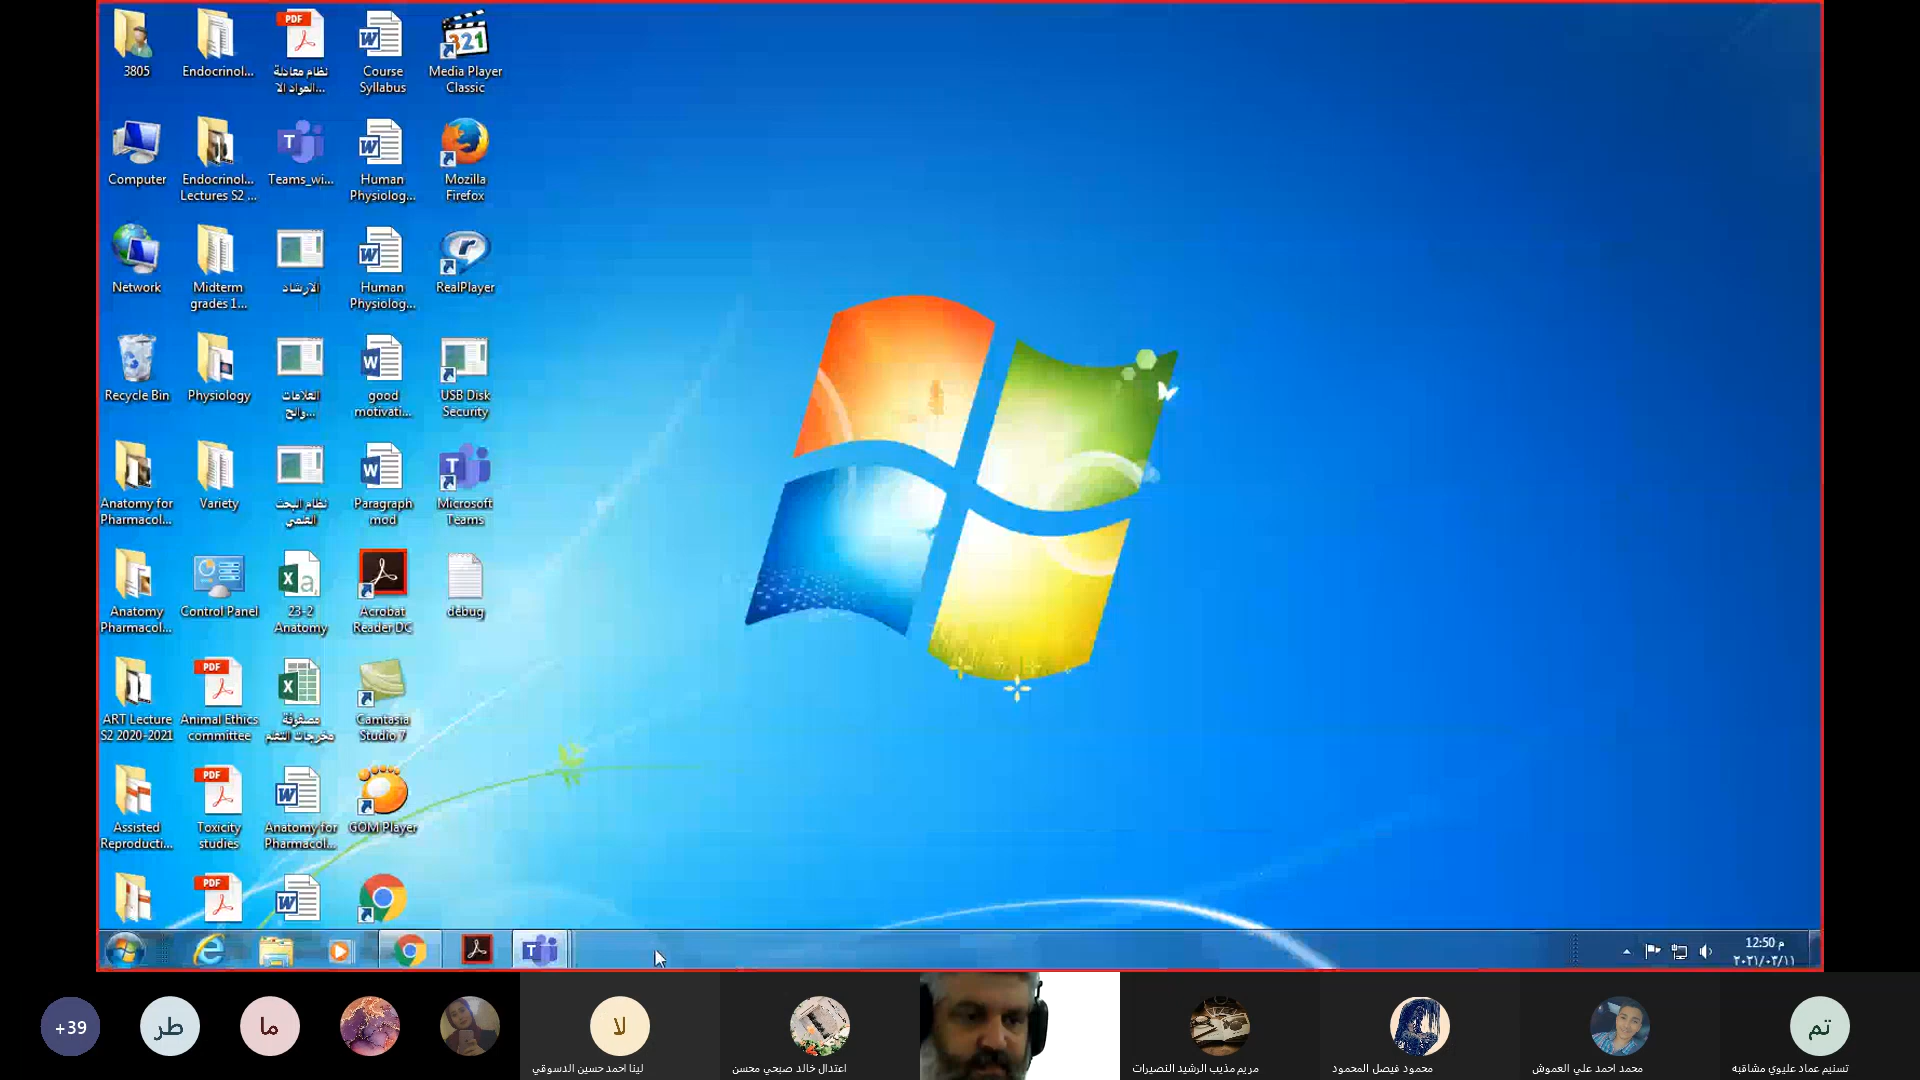 3805
Endocrinol...
نظام معادلة
المواد الا...
Course
Syllabus
Media Player
Classic
Computer
Endocrinol...
Lectures S2 ...
Teams_wi...
Human
Physiolog...
Mozilla
Firefox
Network
Midterm
grades 1...
الارشاد
Human
Physiolog...
RealPlayer
Recycle Bin
Physiology
العلامات
والح...
good
motivati...
USB Disk
Security
Anatomy for
Pharmacol...
Variety
نظام البحث
العلمي
Paragraph
mod
Microsoft
Teams
Anatomy
Pharmacol...
Control Panel
23-2
Anatomy
Acrobat
Reader DC
debug
ART Lecture
S2 2020-2021
Animal Ethics
committee
مصفوفة
مخرجات التعلم
Camtasia
Studio 7
Assisted
Reproducti...
Toxicity
studies
Anatomy for
Pharmacol...
GOM Player
12:50 م
٢٠٢١/٠٣/١١
+39
طر
ما
لا
تم
لينا احمد حسين الدسوقي
اعتدال خالد صبحي محسن
مريم مذيب الرشيد النصيرات
محمود فيصل المحمود
محمد احمد علي العموش
تسنيم عماد عليوي مشاقبه